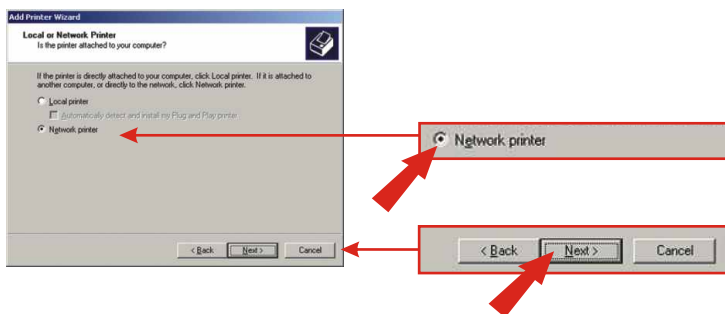 Add Printer Wizard
Local or Network Printer
Is the printer attached to your computer?
If the printer is directly attached to your computer, click Local printer. If it is attached to
another computer, or directly to the network, click Network printer.
Local printer
Automatically detect and install my Plug and Play printer
Network printer
< Back Next > Cancel
Network printer
< Back Next > Cancel